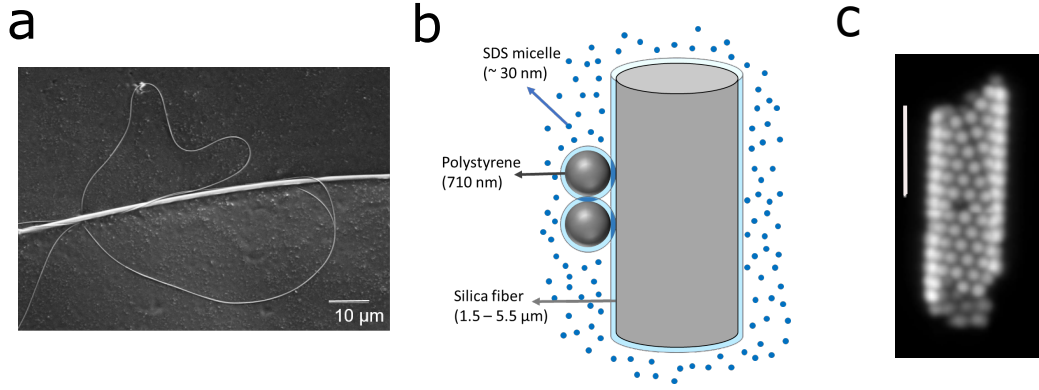 a
b
c
10 µm
SDS micelle
(~ 30 nm)
Polystyrene
(710 nm)
Silica fiber
(1.5 – 5.5 µm)